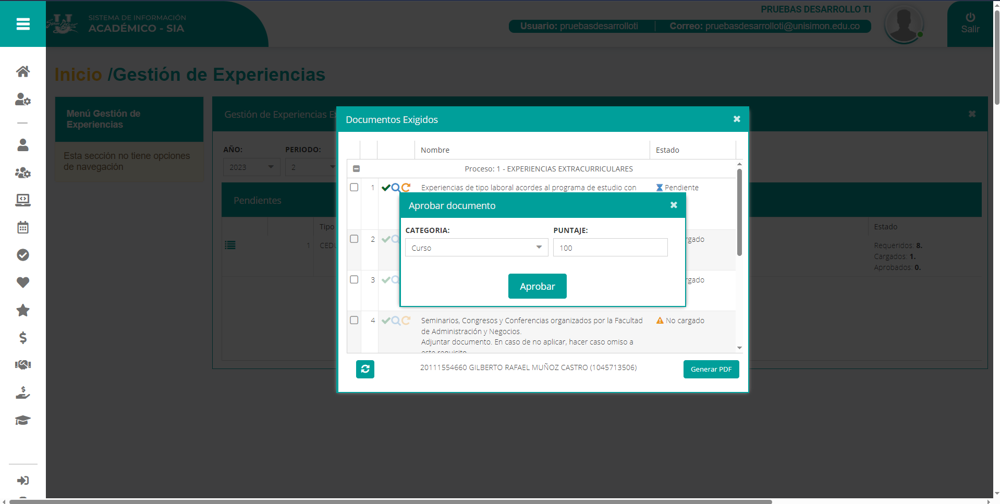 SISTEMA DE INFORMACIÓN
ACADÉMICO - SIA
PRUEBAS DESARROLLO TI
Usuario: pruebasdesarrolloti
Correo: pruebasdesarrolloti@unisimon.edu.co
Salir
Inicio /Gestión de Experiencias
Menú Gestión de
Experiencias
Esta sección no tiene opciones
de navegación
Gestión de Experiencias
AÑO:
PERIODO:
2023
2
Pendientes
Tipo
Estado
1
Requeridos: 8.
Cargados: 1.
Aprobados: 0.
Documentos Exigidos
Nombre
Estado
Proceso: 1 - EXPERIENCIAS EXTRACURRICULARES
1
Experiencias de tipo laboral acordes al programa de estudio con
Pendiente
2
3
Aprobar documento
CATEGORIA:
PUNTAJE:
Curso
100
Aprobar
4
Seminarios, Congresos y Conferencias organizados por la Facultad
de Administración y Negocios.
Adjuntar documento. En caso de no aplicar, hacer caso omiso a
este requisito
No cargado
20111554660 GILBERTO RAFAEL MUÑOZ CASTRO (1045713506)
Generar PDF